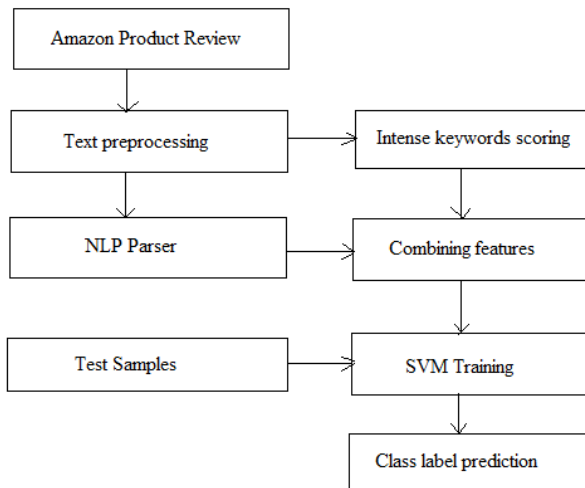 Amazon Product Review
Text preprocessing
Intense keywords scoring
NLP Parser
Combining features
Test Samples
SVM Training
Class label prediction